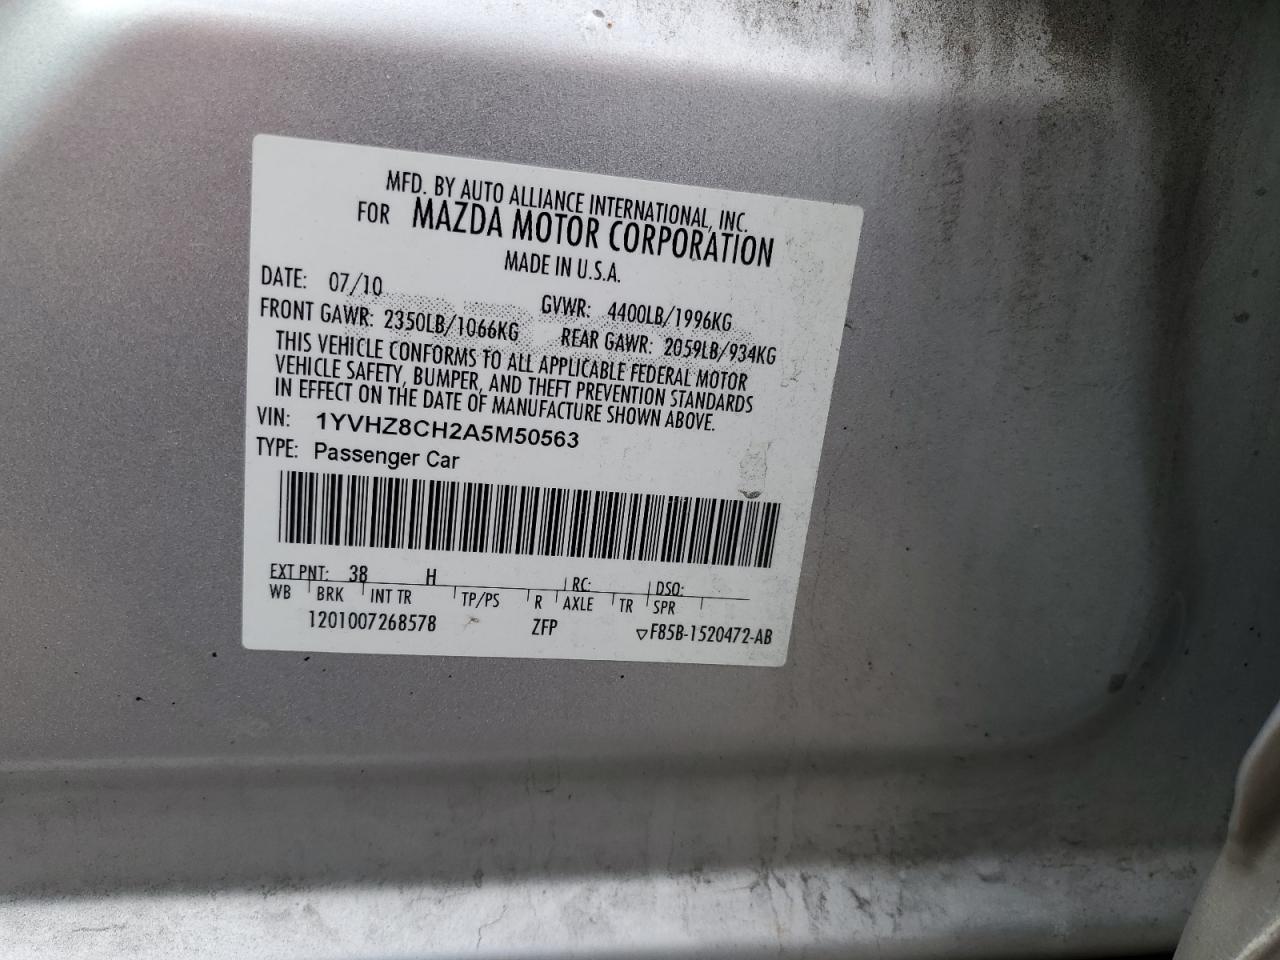 MFD. BY AUTO ALLIANCE INTERNATIONAL, INC.
FOR MAZDA MOTOR CORPORATION
MADE IN U.S.A.
DATE: 07/10 GVWR: 4400LB/1996KG
FRONT GAWR: 2350LB/1066KG REAR GAWR: 2059LB/934KG
THIS VEHICLE CONFORMS TO ALL APPLICABLE FEDERAL MOTOR
VEHICLE SAFETY, BUMPER, AND THEFT PREVENTION STANDARDS
IN EFFECT ON THE DATE OF MANUFACTURE SHOWN ABOVE.
VIN: 1YVHZ8CH2A5M50563
TYPE: Passenger Car
EXT PNT: 38 H RC: DSO:
WB BRK INT TR TP/PS R AXLE TR SPR
1201007268578 ZFP ▽F85B-1520472-AB